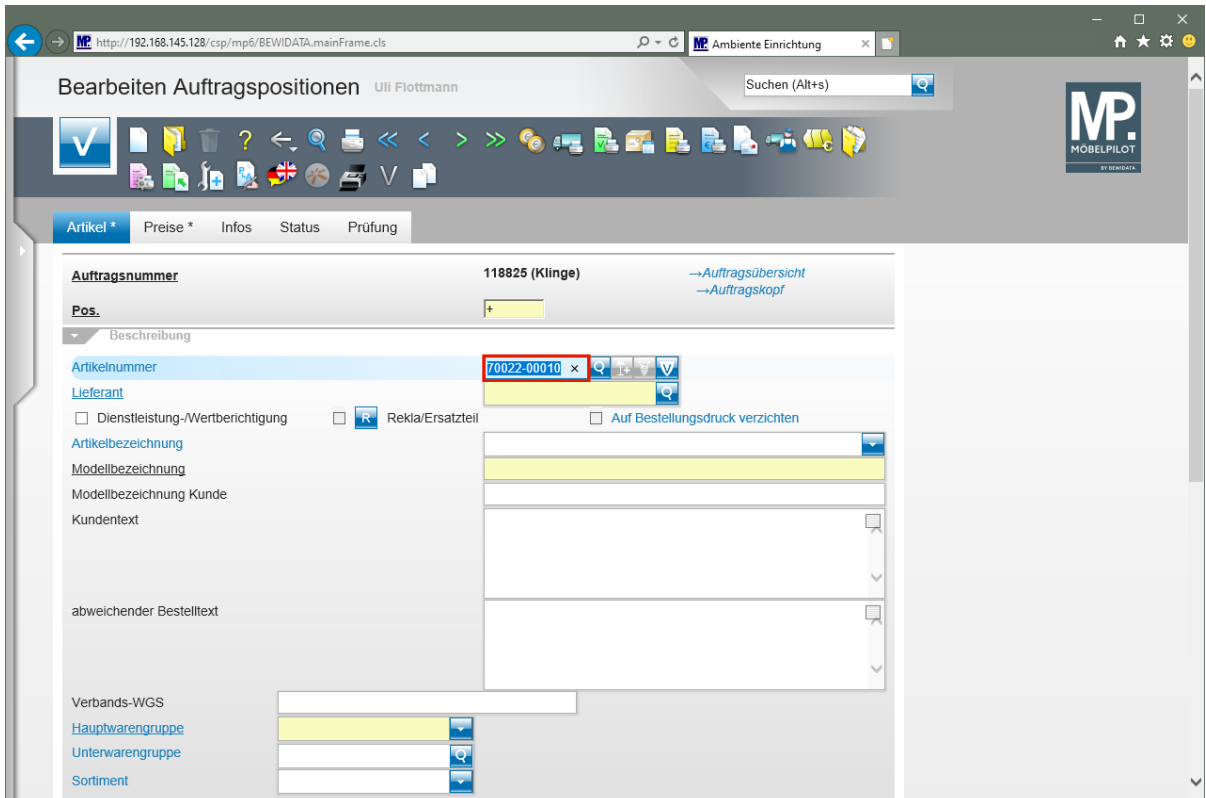 http://192.168.145.128/csp/mp6/BEWIDATA.mainFrame.cls
Ambiente Einrichtung
Bearbeiten Auftragspositionen Uli Flottmann
Suchen (Alt+s)
MP.
MÖBELPILOT
BY BEWIDATA
Artikel * Preise * Infos Status Prüfung
Auftragsnummer 118825 (Klinge) →Auftragsübersicht
→Auftragskopf
Pos. +
Beschreibung
Artikelnummer 70022-00010
Lieferant
Dienstleistung-/Wertberichtigung R Rekla/Ersatzteil Auf Bestellungsdruck verzichten
Artikelbezeichnung
Modellbezeichnung
Modellbezeichnung Kunde
Kundentext
abweichender Bestelltext
Verbands-WGS
Hauptwarengruppe
Unterwarengruppe
Sortiment